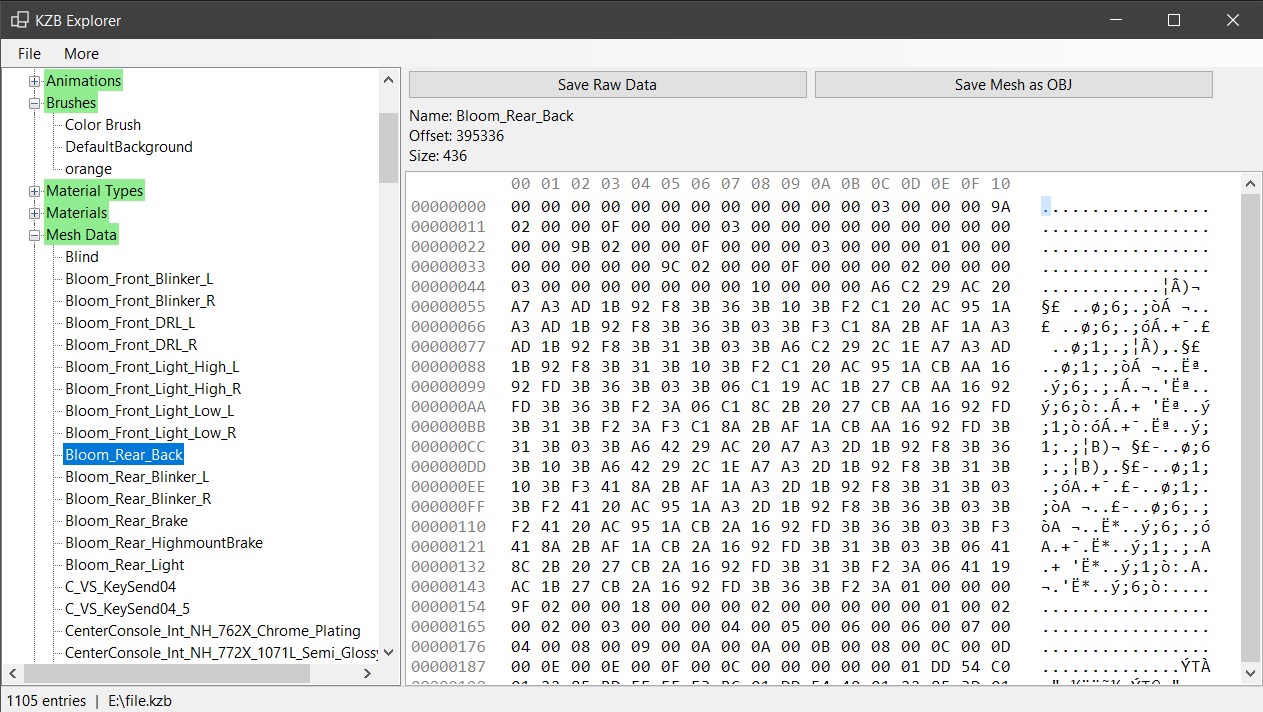 KZB Explorer
File More
Animations
Brushes
Color Brush
DefaultBackground
orange
Material Types
Materials
Mesh Data
Blind
Bloom_Front_Blinker_L
Bloom_Front_Blinker_R
Bloom_Front_DRL_L
Bloom_Front_DRL_R
Bloom_Front_Light_High_L
Bloom_Front_Light_High_R
Bloom_Front_Light_Low_L
Bloom_Front_Light_Low_R
Bloom_Rear_Back
Bloom_Rear_Blinker_L
Bloom_Rear_Blinker_R
Bloom_Rear_Brake
Bloom_Rear_HighmountBrake
Bloom_Rear_Light
C_VS_KeySend04
C_VS_KeySend04_5
CenterConsole_Int_NH_762X_Chrome_Plating
CenterConsole_Int_NH_772X_1071L_Semi_Glossy
Save Raw Data Save Mesh as OBJ
Name: Bloom_Rear_Back
Offset: 395336
Size: 436
00 01 02 03 04 05 06 07 08 09 0A 0B 0C 0D 0E 0F 10
00000000 00 00 00 00 00 00 00 00 00 00 00 00 03 00 00 00 9A .................
00000011 02 00 00 0F 00 00 00 03 00 00 00 00 00 00 00 00 00 .................
00000022 00 00 9B 02 00 00 0F 00 00 00 03 00 00 00 01 00 00 .................
00000033 00 00 00 00 00 9C 02 00 00 0F 00 00 00 02 00 00 00 .................
00000044 03 00 00 00 00 00 00 00 10 00 00 00 A6 C2 29 AC 20 ............¦Â)¬
00000055 A7 A3 AD 1B 92 F8 3B 36 3B 10 3B F2 C1 20 AC 95 1A §£ ..ø;6;.;òÁ ¬..
00000066 A3 AD 1B 92 F8 3B 36 3B 03 3B F3 C1 8A 2B AF 1A A3 £ ..ø;6;.;óÁ.+¯.£
00000077 AD 1B 92 F8 3B 31 3B 03 3B A6 C2 29 2C 1E A7 A3 AD ..ø;1;.;¦Â),.§£
00000088 1B 92 F8 3B 31 3B 10 3B F2 C1 20 AC 95 1A CB AA 16 ..ø;1;.;òÁ ¬..Ëª.
00000099 92 FD 3B 36 3B 03 3B 06 C1 19 AC 1B 27 CB AA 16 92 .ý;6;.;.Á.¬.'Ëª..
000000AA FD 3B 36 3B F2 3A 06 C1 8C 2B 20 27 CB AA 16 92 FD ý;6;ò:.Á.+ 'Ëª..ý
000000BB 3B 31 3B F2 3A F3 C1 8A 2B AF 1A CB AA 16 92 FD 3B ;1;ò:óÁ.+¯.Ëª..ý;
000000CC 31 3B 03 3B A6 42 29 AC 20 A7 A3 2D 1B 92 F8 3B 36 1;.;¦B)¬ §£-..ø;6
000000DD 3B 10 3B A6 42 29 2C 1E A7 A3 2D 1B 92 F8 3B 31 3B ;.;¦B),.§£-..ø;1;
000000EE 10 3B F3 41 8A 2B AF 1A A3 2D 1B 92 F8 3B 31 3B 03 .;óA.+¯.£-..ø;1;.
000000FF 3B F2 41 20 AC 95 1A A3 2D 1B 92 F8 3B 36 3B 03 3B ;òA ¬..£-..ø;6;.;
00000110 F2 41 20 AC 95 1A CB 2A 16 92 FD 3B 36 3B 03 3B F3 òA ¬..Ë*..ý;6;.;ó
00000121 41 8A 2B AF 1A CB 2A 16 92 FD 3B 31 3B 03 3B 06 41 A.+¯.Ë*..ý;1;.;.A
00000132 8C 2B 20 27 CB 2A 16 92 FD 3B 31 3B F2 3A 06 41 19 .+ 'Ë*..ý;1;ò:.A.
00000143 AC 1B 27 CB 2A 16 92 FD 3B 36 3B F2 3A 01 00 00 00 ¬.'Ë*..ý;6;ò:....
00000154 9F 02 00 00 18 00 00 00 02 00 00 00 00 00 01 00 02 .................
00000165 00 02 00 03 00 00 00 04 00 05 00 06 00 06 00 07 00 .................
00000176 04 00 08 00 09 00 0A 00 0A 00 0B 00 08 00 0C 00 0D .................
00000187 00 0E 00 0E 00 0F 00 0C 00 00 00 00 00 01 DD 54 C0 ..............ÝTÀ
1105 entries | E:\file.kzb